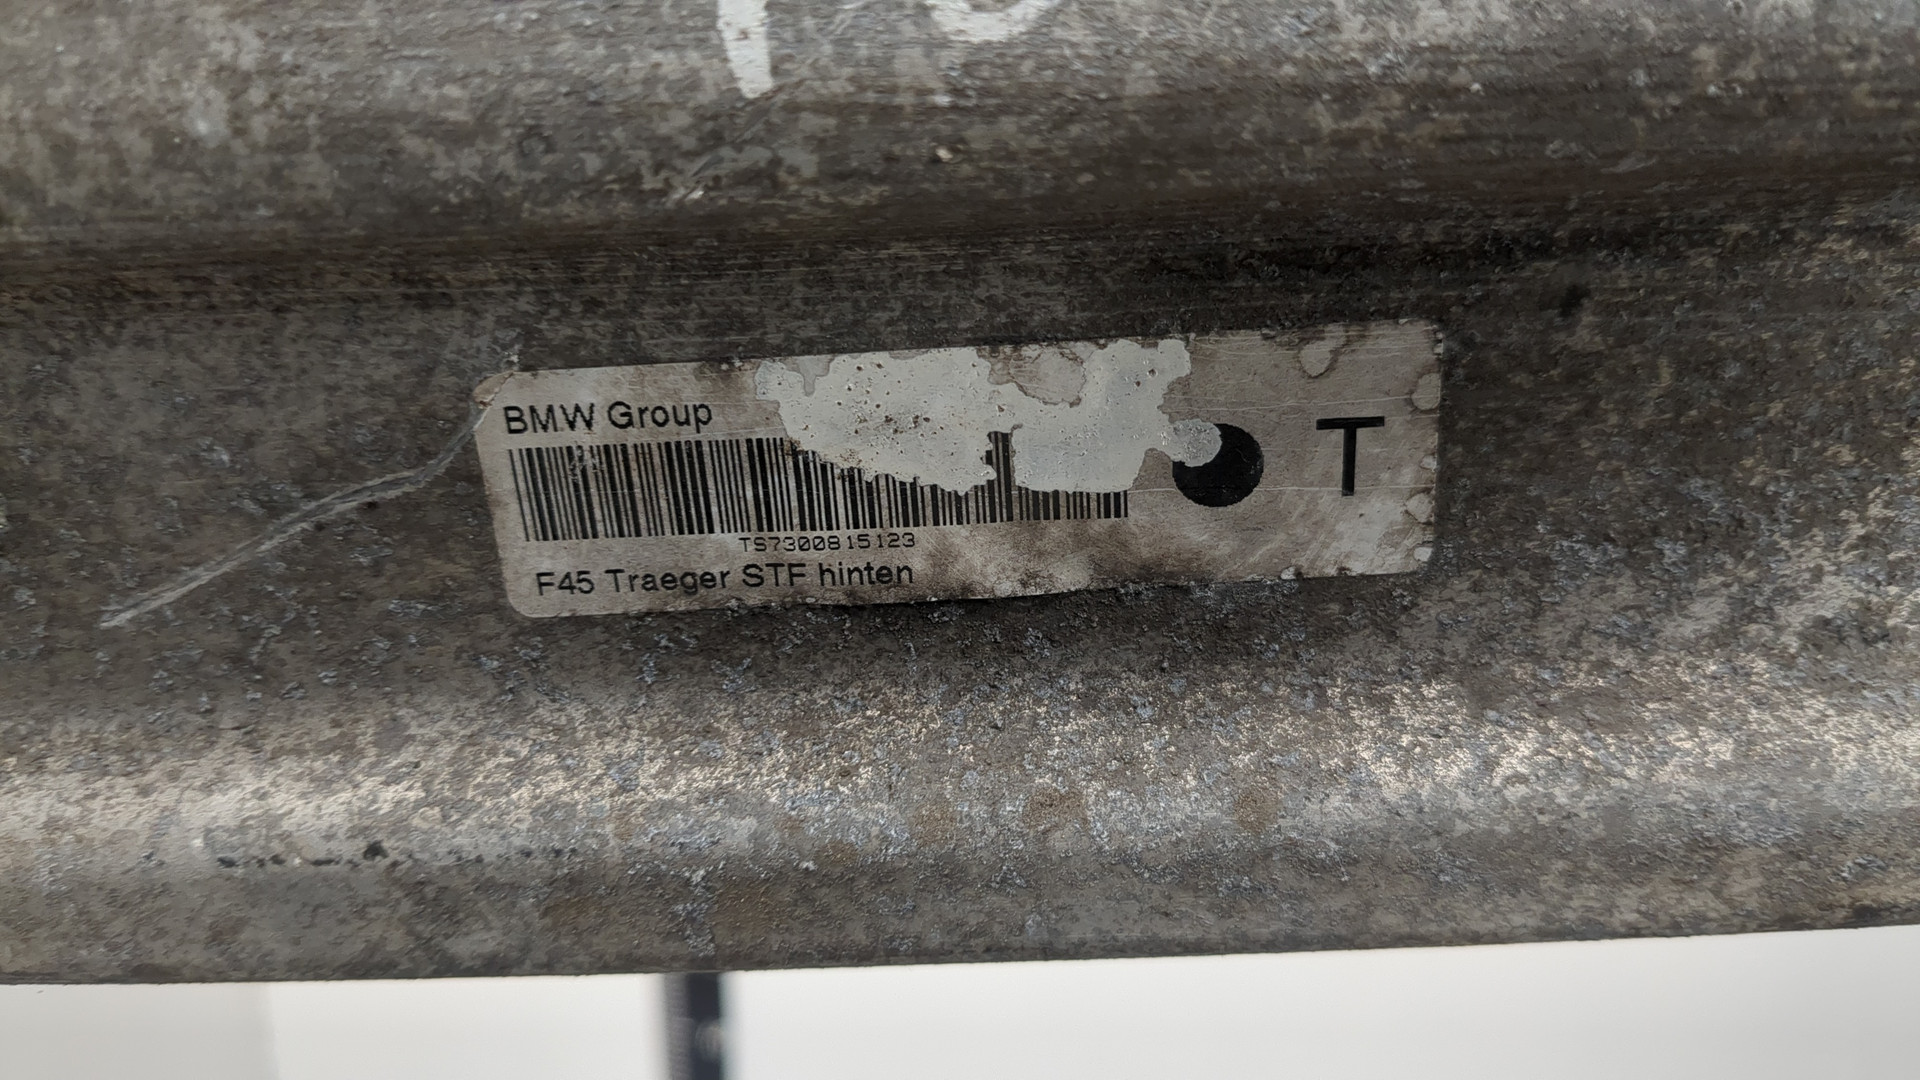 BMW Group
T
TS7300815123
F45 Traeger STF hinten